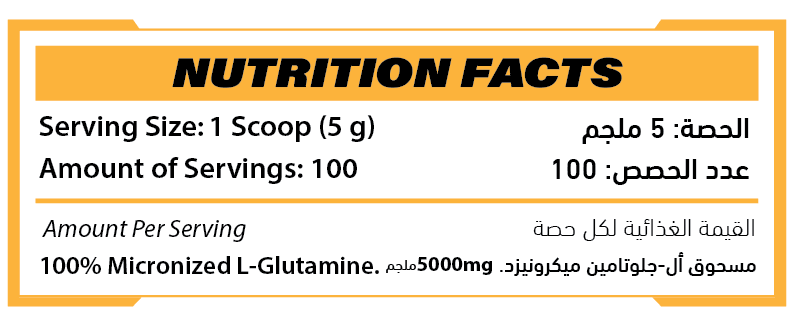 NUTRITION FACTS
Serving Size: 1 Scoop (5 g) الحصة: 5 ملجم
Amount of Servings: 100 عدد الحصص: 100
Amount Per Serving القيمة الغذائية لكل حصة
100% Micronized L-Glutamine. مسحوق أل-جلوتامين ميكرونيزد. 5000mg ملجم